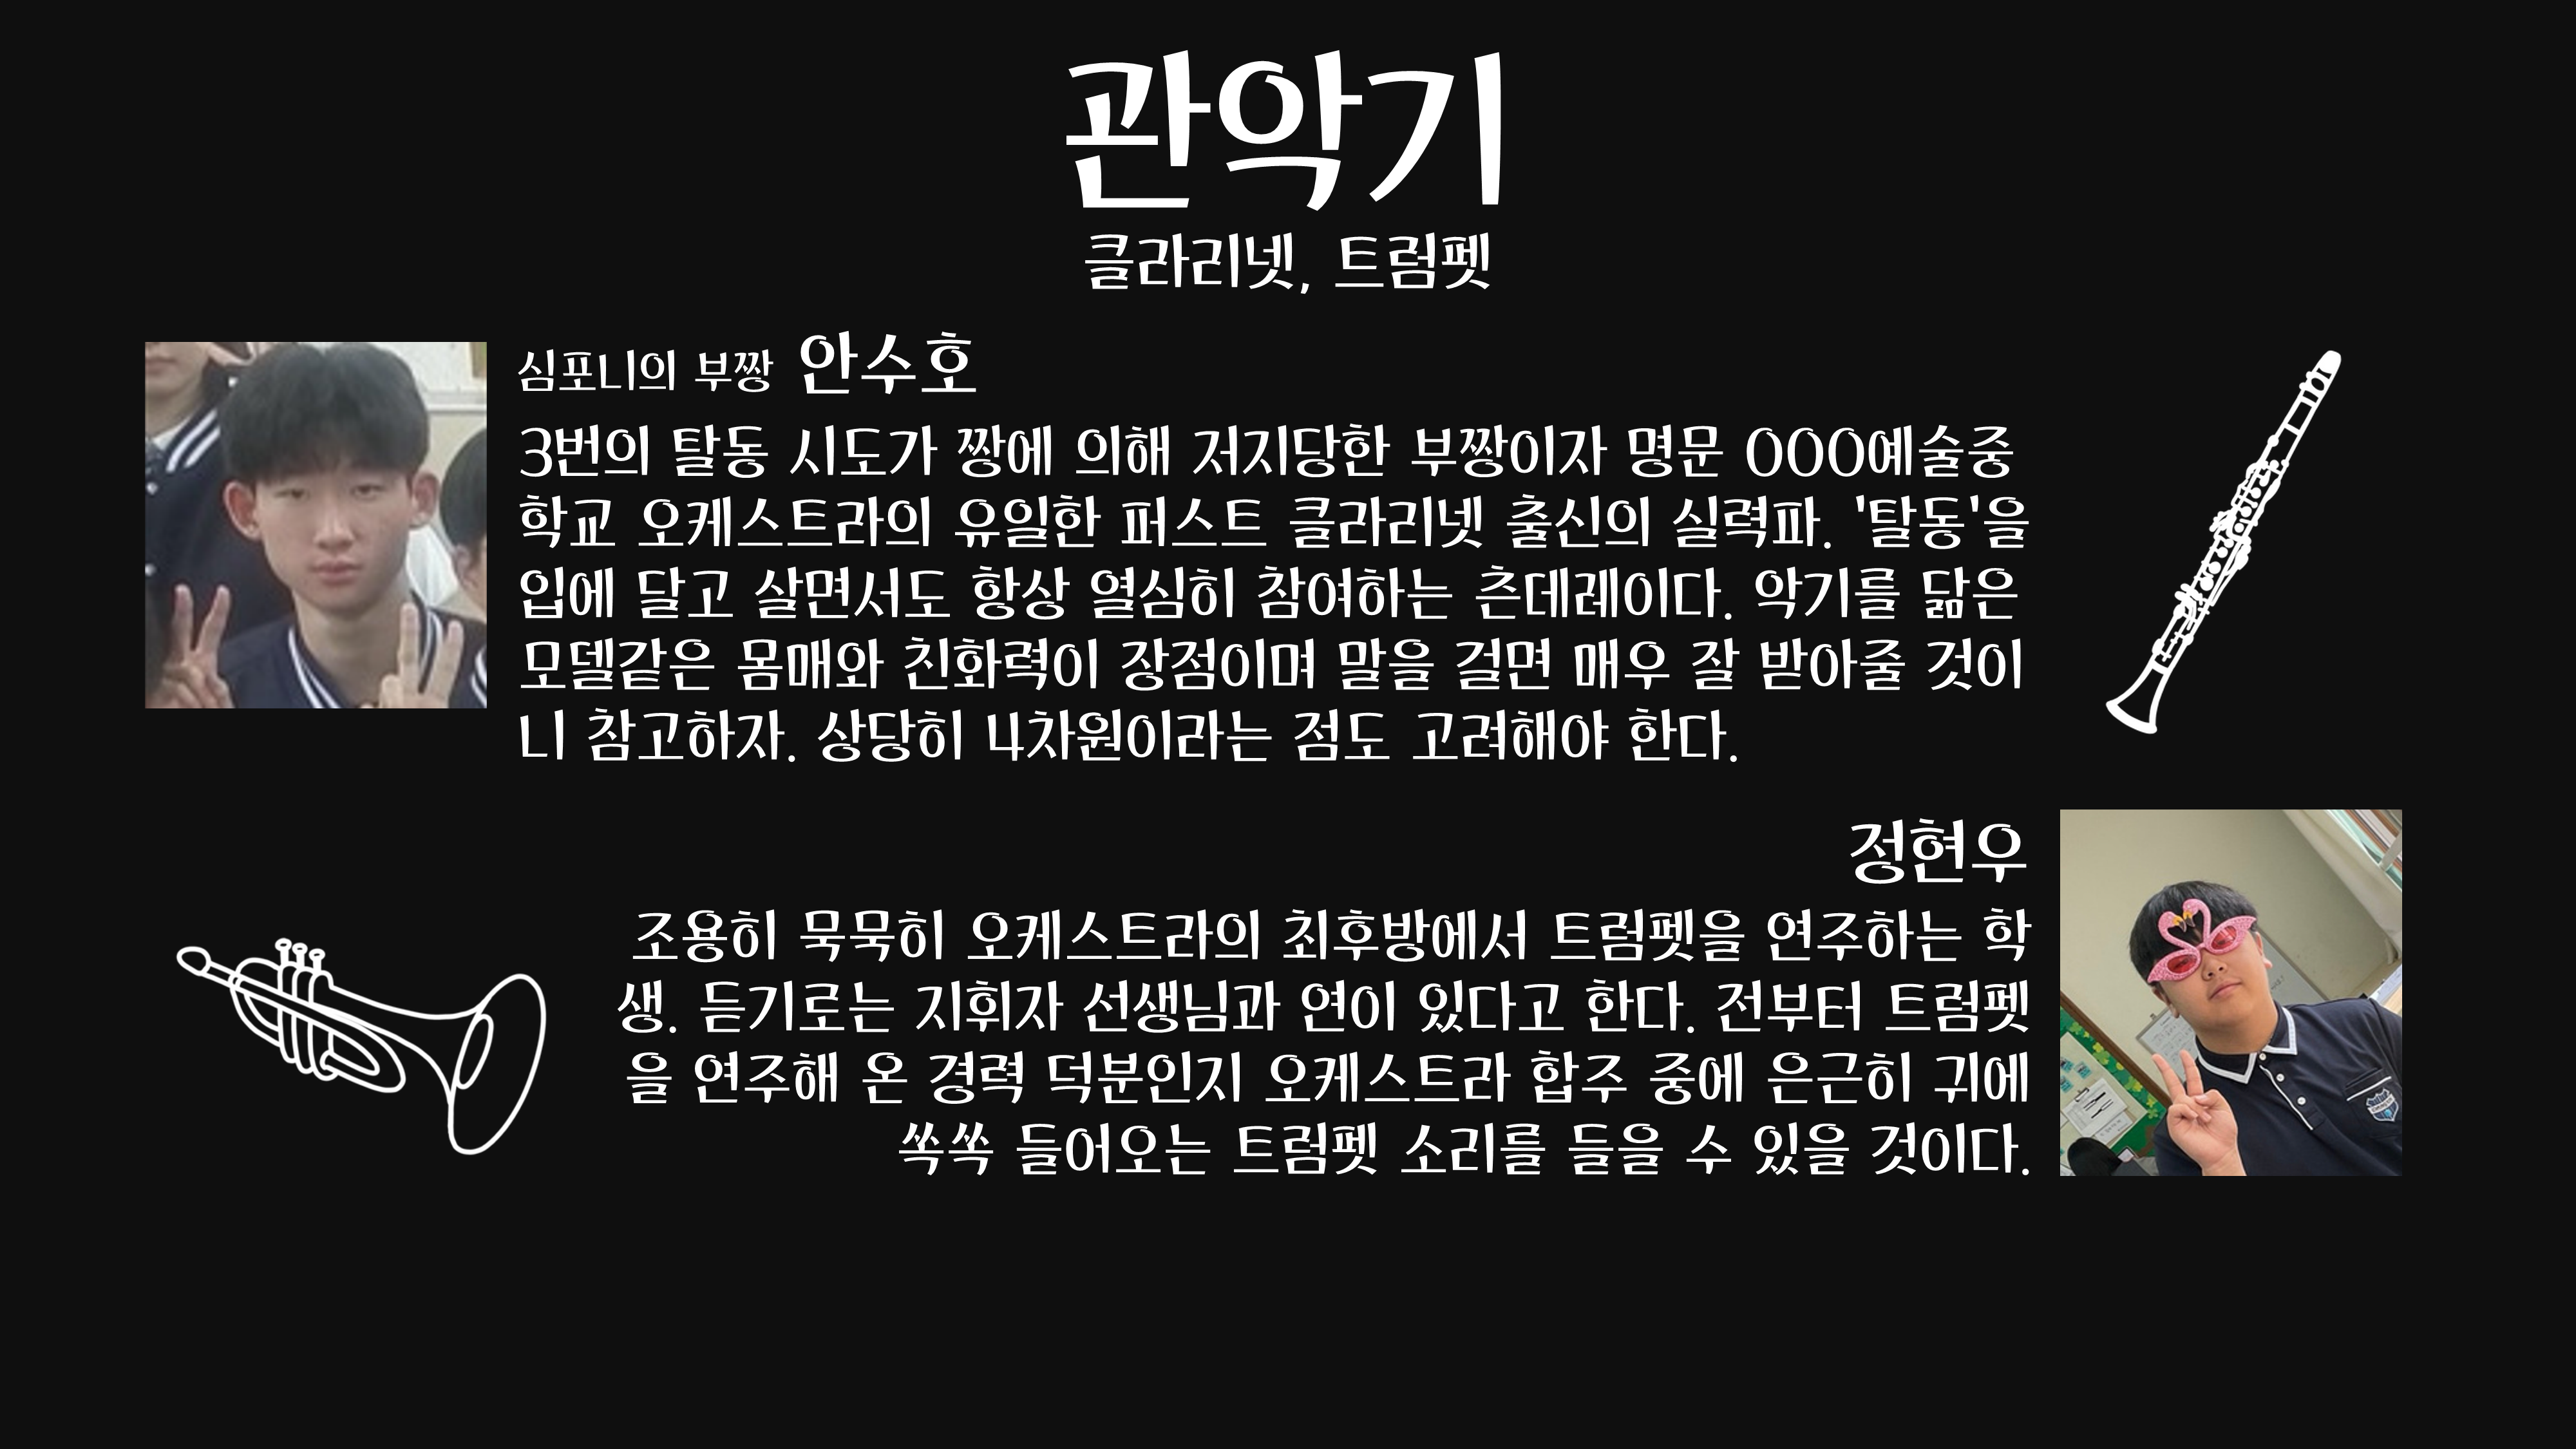 관악기
클라리넷, 트럼펫
심포니의 부짱 안수호
3번의 탈동 시도가 짱에 의해 저지당한 부짱이자 명문 OOO예술중
학교 오케스트라의 유일한 퍼스트 클라리넷 출신의 실력파. '탈동'을
입에 달고 살면서도 항상 열심히 참여하는 츤데레이다. 악기를 닮은
모델같은 몸매와 친화력이 장점이며 말을 걸면 매우 잘 받아줄 것이
니 참고하자. 상당히 4차원이라는 점도 고려해야 한다.
정현우
조용히 묵묵히 오케스트라의 최후방에서 트럼펫을 연주하는 학
생. 듣기로는 지휘자 선생님과 연이 있다고 한다. 전부터 트럼펫
을 연주해 온 경력 덕분인지 오케스트라 합주 중에 은근히 귀에
쏙쏙 들어오는 트럼펫 소리를 들을 수 있을 것이다.